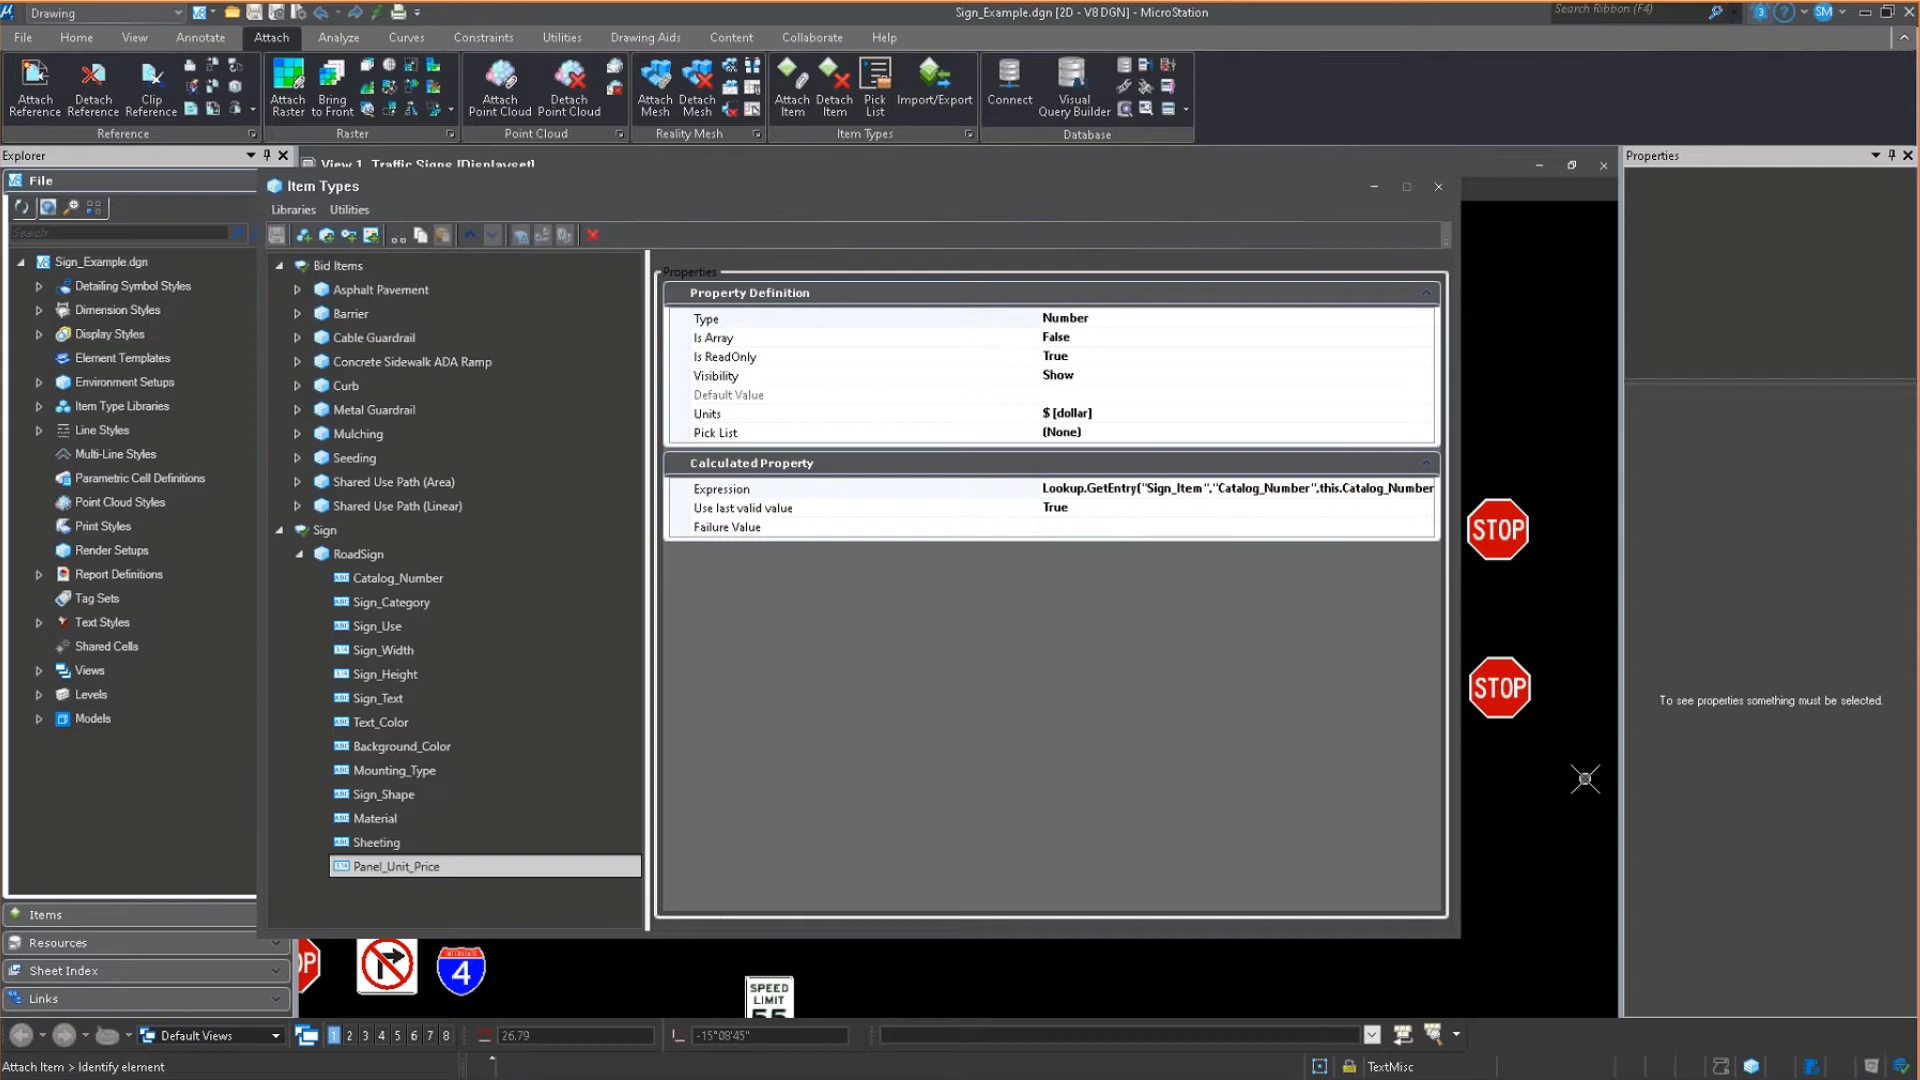 Drawing
Sign_Example.dgn [2D - V8 DGN] - MicroStation
Search Ribbon (F4)
3
?
SM
File Home View Annotate Attach Analyze Curves Constraints Utilities Drawing Aids Content Collaborate Help
Attach Reference
Detach Reference
Clip Reference
Attach Raster
Bring to Front
Attach Point Cloud
Detach Point Cloud
Attach Mesh
Detach Mesh
Attach Item
Detach Item
Pick List
Import/Export
Connect
Visual Query Builder
Reference
Raster
Point Cloud
Reality Mesh
Item Types
Database
Explorer
View 1, Traffic Signs [Displayset]
Properties
File
Search
Sign_Example.dgn
Detailing Symbol Styles
Dimension Styles
Display Styles
Element Templates
Environment Setups
Item Type Libraries
Line Styles
Multi-Line Styles
Parametric Cell Definitions
Point Cloud Styles
Print Styles
Render Setups
Report Definitions
Tag Sets
Text Styles
Shared Cells
Views
Levels
Models
Items
Resources
Sheet Index
Links
Item Types
Libraries Utilities
Bid Items
Asphalt Pavement
Barrier
Cable Guardrail
Concrete Sidewalk ADA Ramp
Curb
Metal Guardrail
Mulching
Seeding
Shared Use Path (Area)
Shared Use Path (Linear)
Sign
RoadSign
Catalog_Number
Sign_Category
Sign_Use
Sign_Width
Sign_Height
Sign_Text
Text_Color
Background_Color
Mounting_Type
Sign_Shape
Material
Sheeting
Panel_Unit_Price
Properties
Property Definition
Type Number
Is Array False
Is ReadOnly True
Visibility Show
Default Value
Units $ [dollar]
Pick List (None)
Calculated Property
Expression Lookup.GetEntry("Sign_Item","Catalog_Number",this.Catalog_Number
Use last valid value True
Failure Value
STOP
STOP
To see properties something must be selected.
OP
INTERSTATE
4
SPEED
LIMIT
55
Default Views
1 2 3 4 5 6 7 8
26.79
-15°08'45"
Attach Item > Identify element
TextMisc